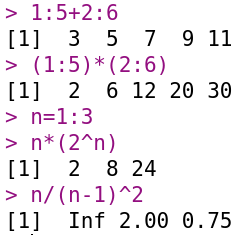 > 1:5+2:6
[1]  3  5  7  9 11
> (1:5)*(2:6)
[1]  2  6 12 20 30
> n=1:3
> n*(2^n)
[1]  2  8 24
> n/(n-1)^2
[1]  Inf 2.00 0.75